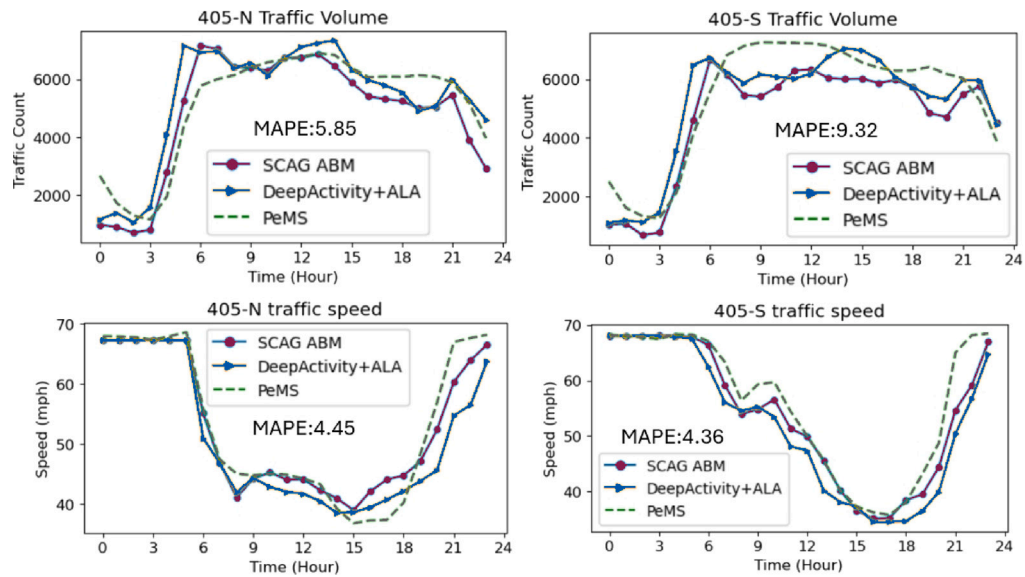 405-N Traffic Volume
Traffic Count
6000
4000
2000
MAPE:5.85
SCAG ABM
DeepActivity+ALA
PeMS
0 3 6 9 12 15 18 21 24
Time (Hour)
405-S Traffic Volume
Traffic Count
6000
4000
2000
MAPE:9.32
SCAG ABM
DeepActivity+ALA
PeMS
0 3 6 9 12 15 18 21 24
Time (Hour)
405-N traffic speed
Speed (mph)
70
60
50
40
SCAG ABM
DeepActivity+ALA
PeMS
MAPE:4.45
0 3 6 9 12 15 18 21 24
Time (Hour)
405-S traffic speed
Speed (mph)
70
60
50
40
MAPE:4.36
SCAG ABM
DeepActivity+ALA
PeMS
0 3 6 9 12 15 18 21 24
Time (Hour)